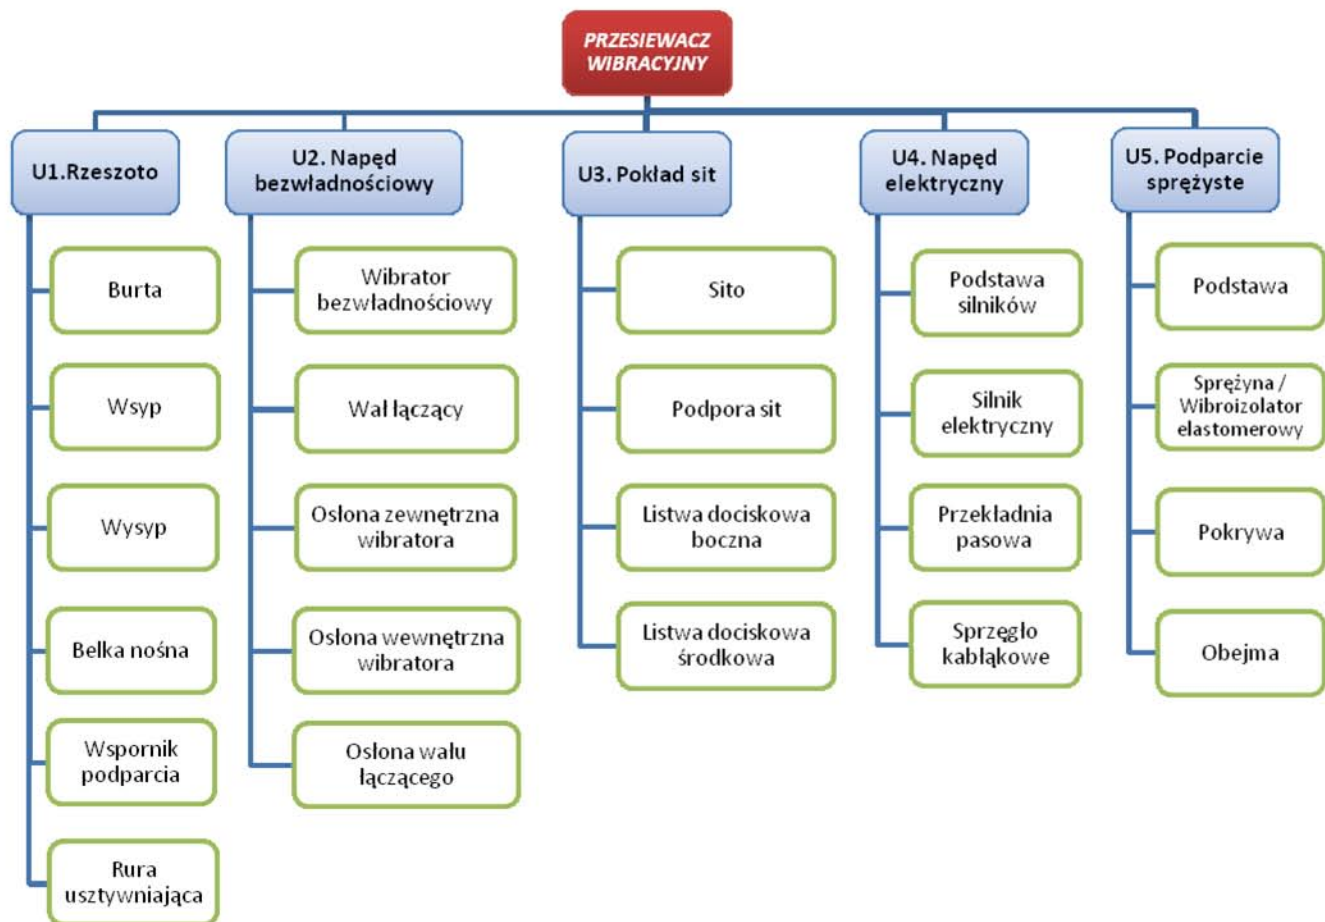 PRZESIEWACZ
WIBRACYJNY
U1.Rzeszoto
Burta
Wsyp
Wysyp
Belka nośna
Wspornik
podparcia
Rura
usztywniająca
U2. Napęd
bezwładnościowy
Wibrator
bezwładnościowy
Wał łączący
Osłona zewnętrzna
wibratora
Osłona wewnętrzna
wibratora
Osłona wału
łączącego
U3. Pokład sit
Sito
Podpora sit
Listwa dociskowa
boczna
Listwa dociskowa
środkowa
U4. Napęd
elektryczny
Podstawa
silników
Silnik
elektryczny
Przekładnia
pasowa
Sprzęgło
kabłąkowe
U5. Podparcie
sprężyste
Podstawa
Sprężyna /
Wibroizolator
elastomerowy
Pokrywa
Obejma